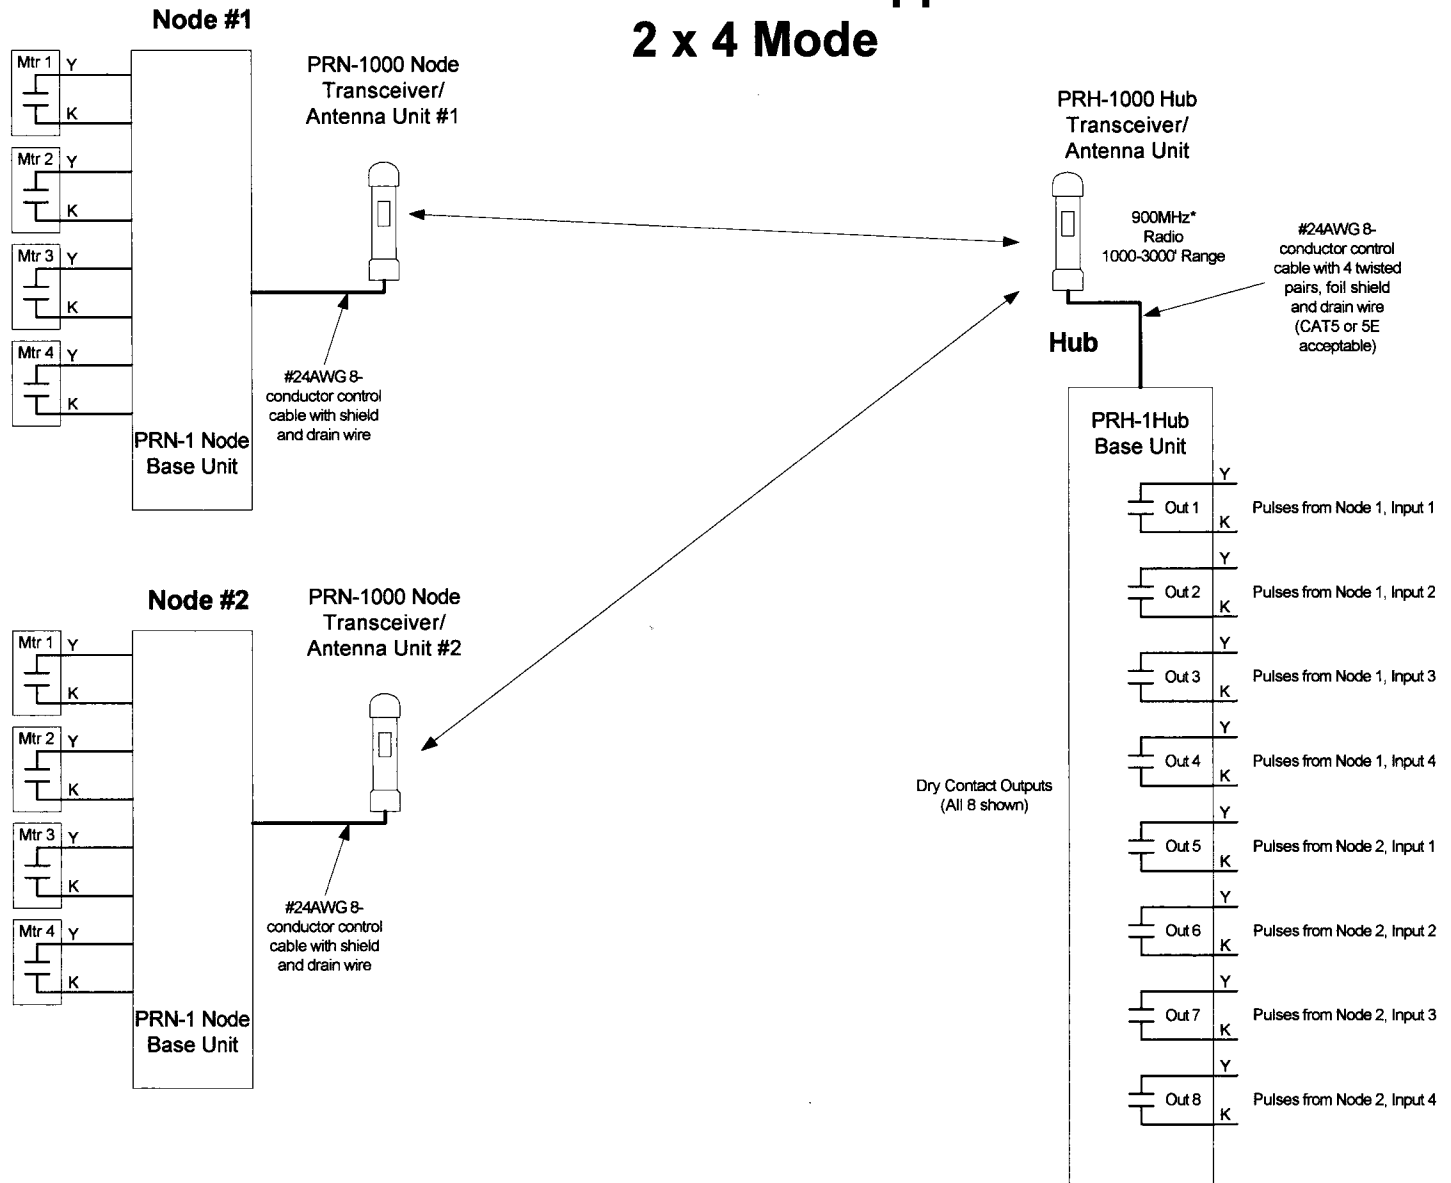 2 x 4 Mode
Node #1
Mtr 1
Y
K
Mtr 2
Y
K
Mtr 3
Y
K
Mtr 4
Y
K
PRN-1 Node
Base Unit
PRN-1000 Node
Transceiver/
Antenna Unit #1
#24AWG 8-
conductor control
cable with shield
and drain wire
PRH-1000 Hub
Transceiver/
Antenna Unit
900MHz*
Radio
1000-3000' Range
#24AWG 8-
conductor control
cable with 4 twisted
pairs, foil shield
and drain wire
(CAT5 or 5E
acceptable)
Hub
PRH-1Hub
Base Unit
Y
Out 1
K
Pulses from Node 1, Input 1
Y
Out 2
K
Pulses from Node 1, Input 2
Y
Out 3
K
Pulses from Node 1, Input 3
Y
Out 4
K
Pulses from Node 1, Input 4
Y
Out 5
K
Pulses from Node 2, Input 1
Y
Out 6
K
Pulses from Node 2, Input 2
Y
Out 7
K
Pulses from Node 2, Input 3
Y
Out 8
K
Pulses from Node 2, Input 4
Dry Contact Outputs
(All 8 shown)
Node #2
Mtr 1
Y
K
Mtr 2
Y
K
Mtr 3
Y
K
Mtr 4
Y
K
PRN-1 Node
Base Unit
PRN-1000 Node
Transceiver/
Antenna Unit #2
#24AWG 8-
conductor control
cable with shield
and drain wire